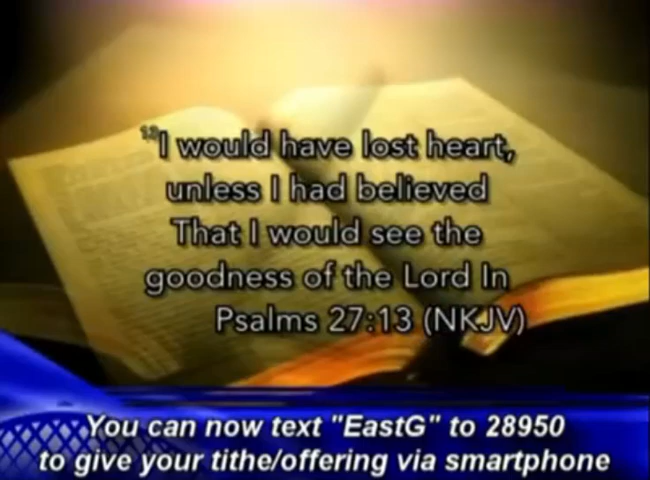 13 I would have lost heart,
unless I had believed
That I would see the
goodness of the Lord In
Psalms 27:13 (NKJV)
You can now text "EastG" to 28950
to give your tithe/offering via smartphone